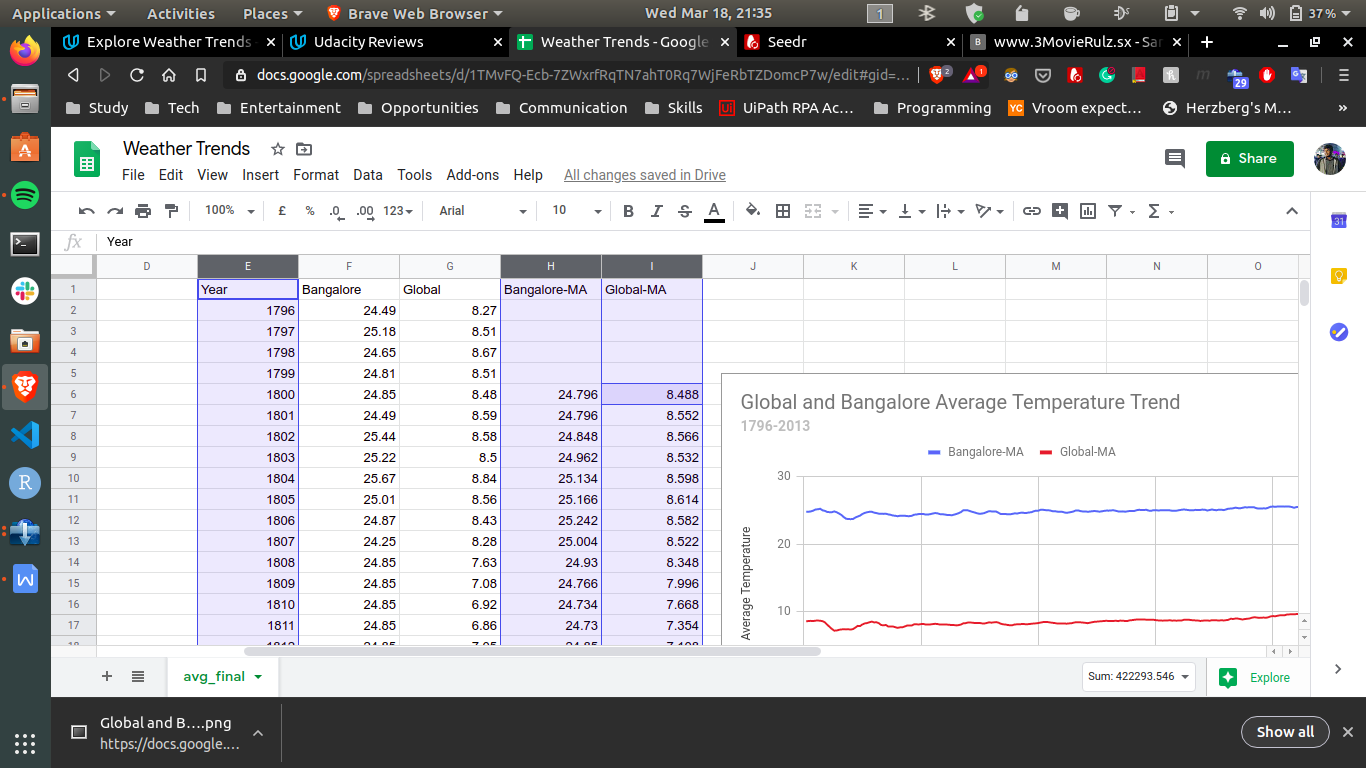 Applications Activities Places Brave Web Browser Wed Mar 18, 21:35 1 37%
Explore Weather Trends Udacity Reviews Weather Trends - Google Seedr B www.3MovieRulz.sx - Sar
docs.google.com/spreadsheets/d/1TMvFQ-Ecb-7ZWxrfRqTN7ahT0Rq7WjFeRbTZDomcP7w/edit#gid=... 2 1 29
Study Tech Entertainment Opportunities Communication Skills UI UiPath RPA Ac... Programming YC Vroom expect... Herzberg's M... »
Weather Trends
Share
File Edit View Insert Format Data Tools Add-ons Help All changes saved in Drive
100% £ % .0 .00 123 Arial 10 B I S A Σ
31
fx Year
D E F G H I J K L M N O
1 Year Bangalore Global Bangalore-MA Global-MA
2 1796 24.49 8.27
3 1797 25.18 8.51
4 1798 24.65 8.67
5 1799 24.81 8.51
6 1800 24.85 8.48 24.796 8.488
7 1801 24.49 8.59 24.796 8.552
8 1802 25.44 8.58 24.848 8.566
9 1803 25.22 8.5 24.962 8.532
10 1804 25.67 8.84 25.134 8.598
11 1805 25.01 8.56 25.166 8.614
12 1806 24.87 8.43 25.242 8.582
13 1807 24.25 8.28 25.004 8.522
14 1808 24.85 7.63 24.93 8.348
15 1809 24.85 7.08 24.766 7.996
16 1810 24.85 6.92 24.734 7.668
17 1811 24.85 6.86 24.73 7.354
Global and Bangalore Average Temperature Trend
1796-2013
Bangalore-MA Global-MA
30
20
10
Average Temperature
avg_final
Sum: 422293.546
Explore
Global and B....png
https://docs.google....
Show all